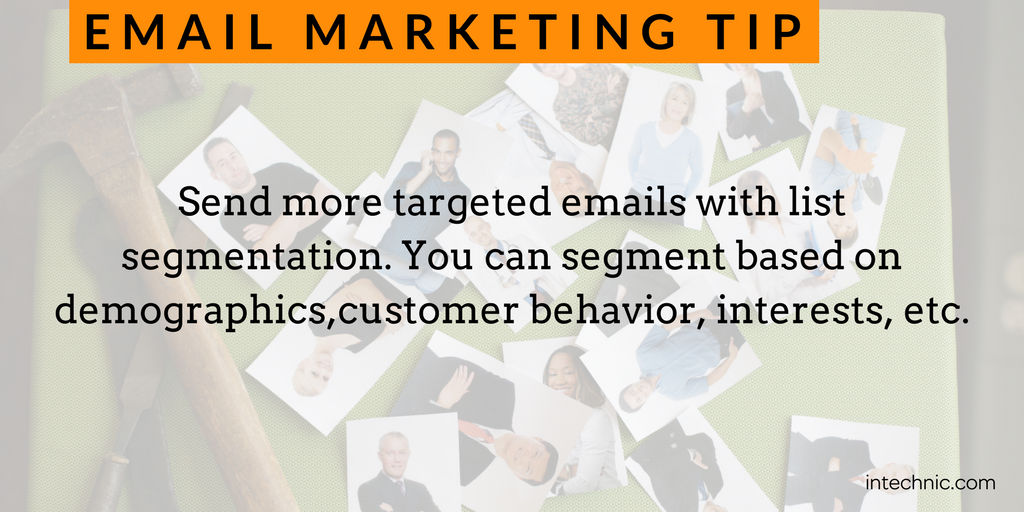 EMAIL MARKETING TIP
Send more targeted emails with list
segmentation. You can segment based on
demographics,customer behavior, interests, etc.
intechnic.com